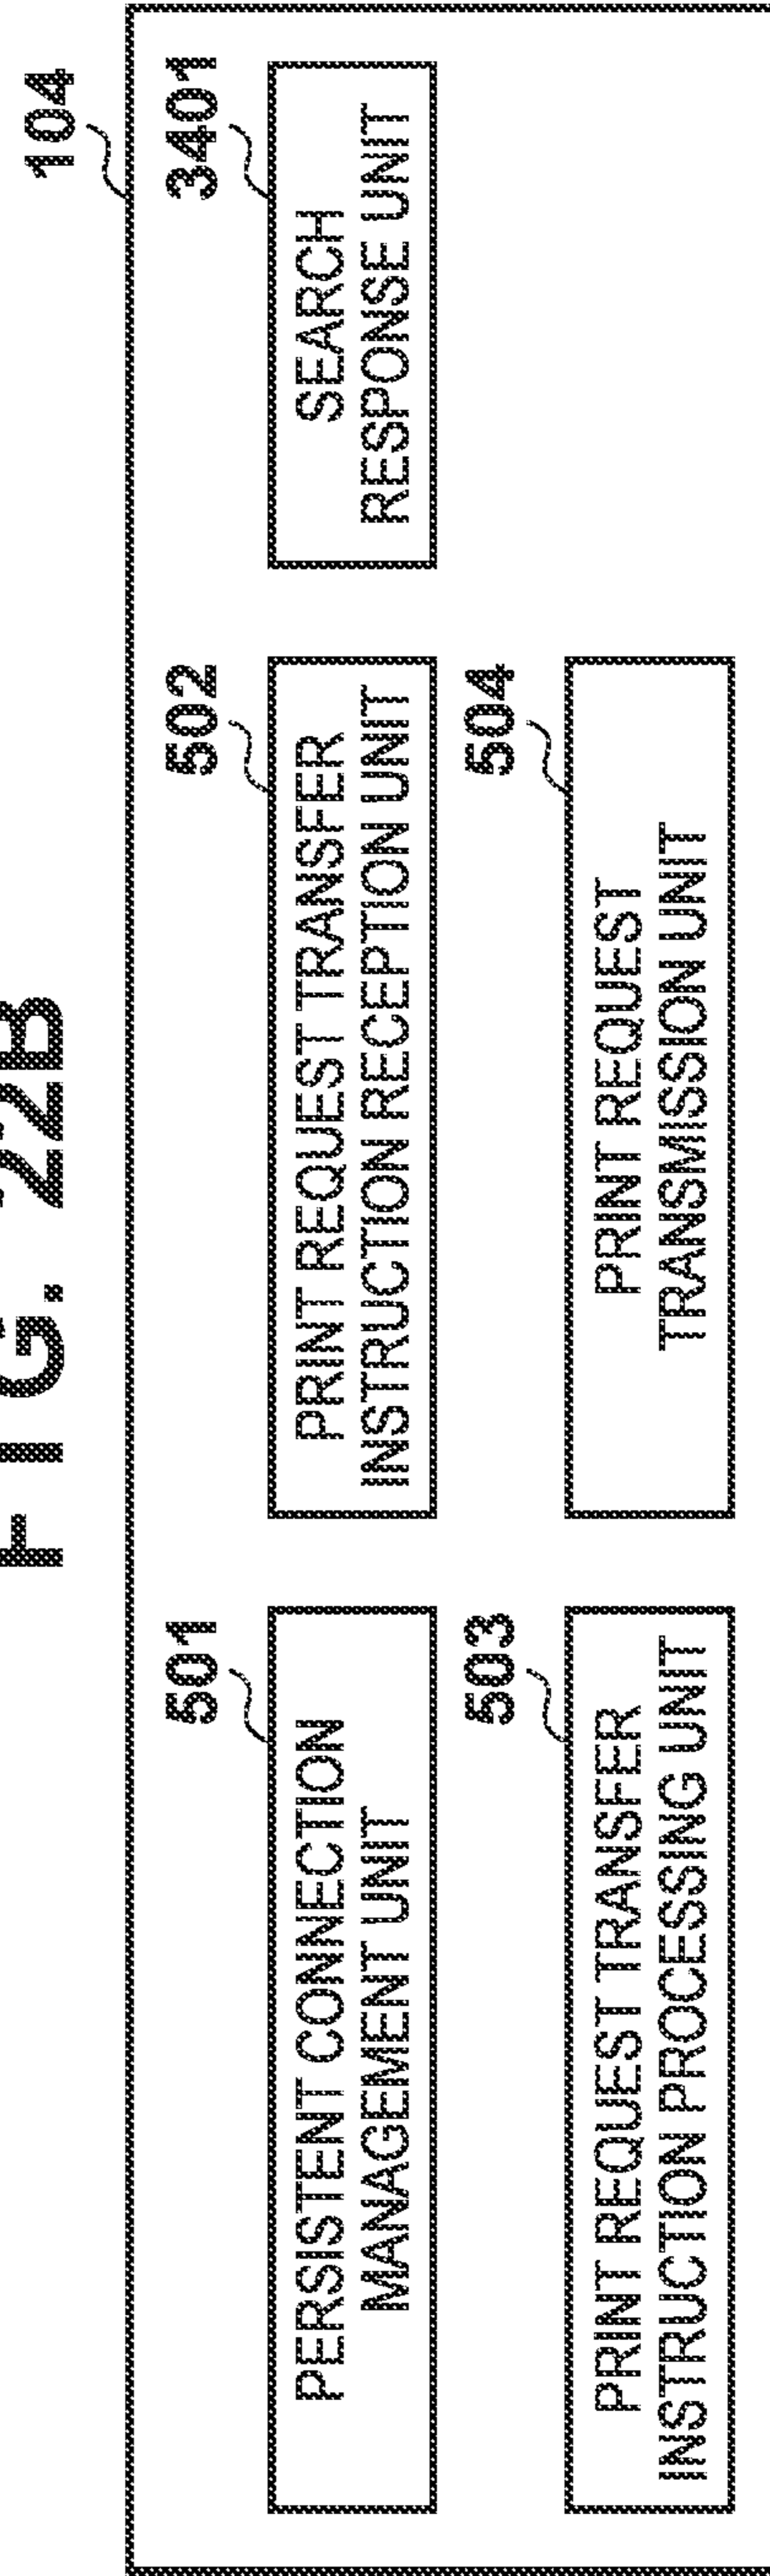 FIG. 22B
104
501
PERSISTENT CONNECTION
MANAGEMENT UNIT
502
PRINT REQUEST TRANSFER
INSTRUCTION RECEPTION UNIT
3401
SEARCH
RESPONSE UNIT
503
PRINT REQUEST TRANSFER
INSTRUCTION PROCESSING UNIT
504
PRINT REQUEST
TRANSMISSION UNIT